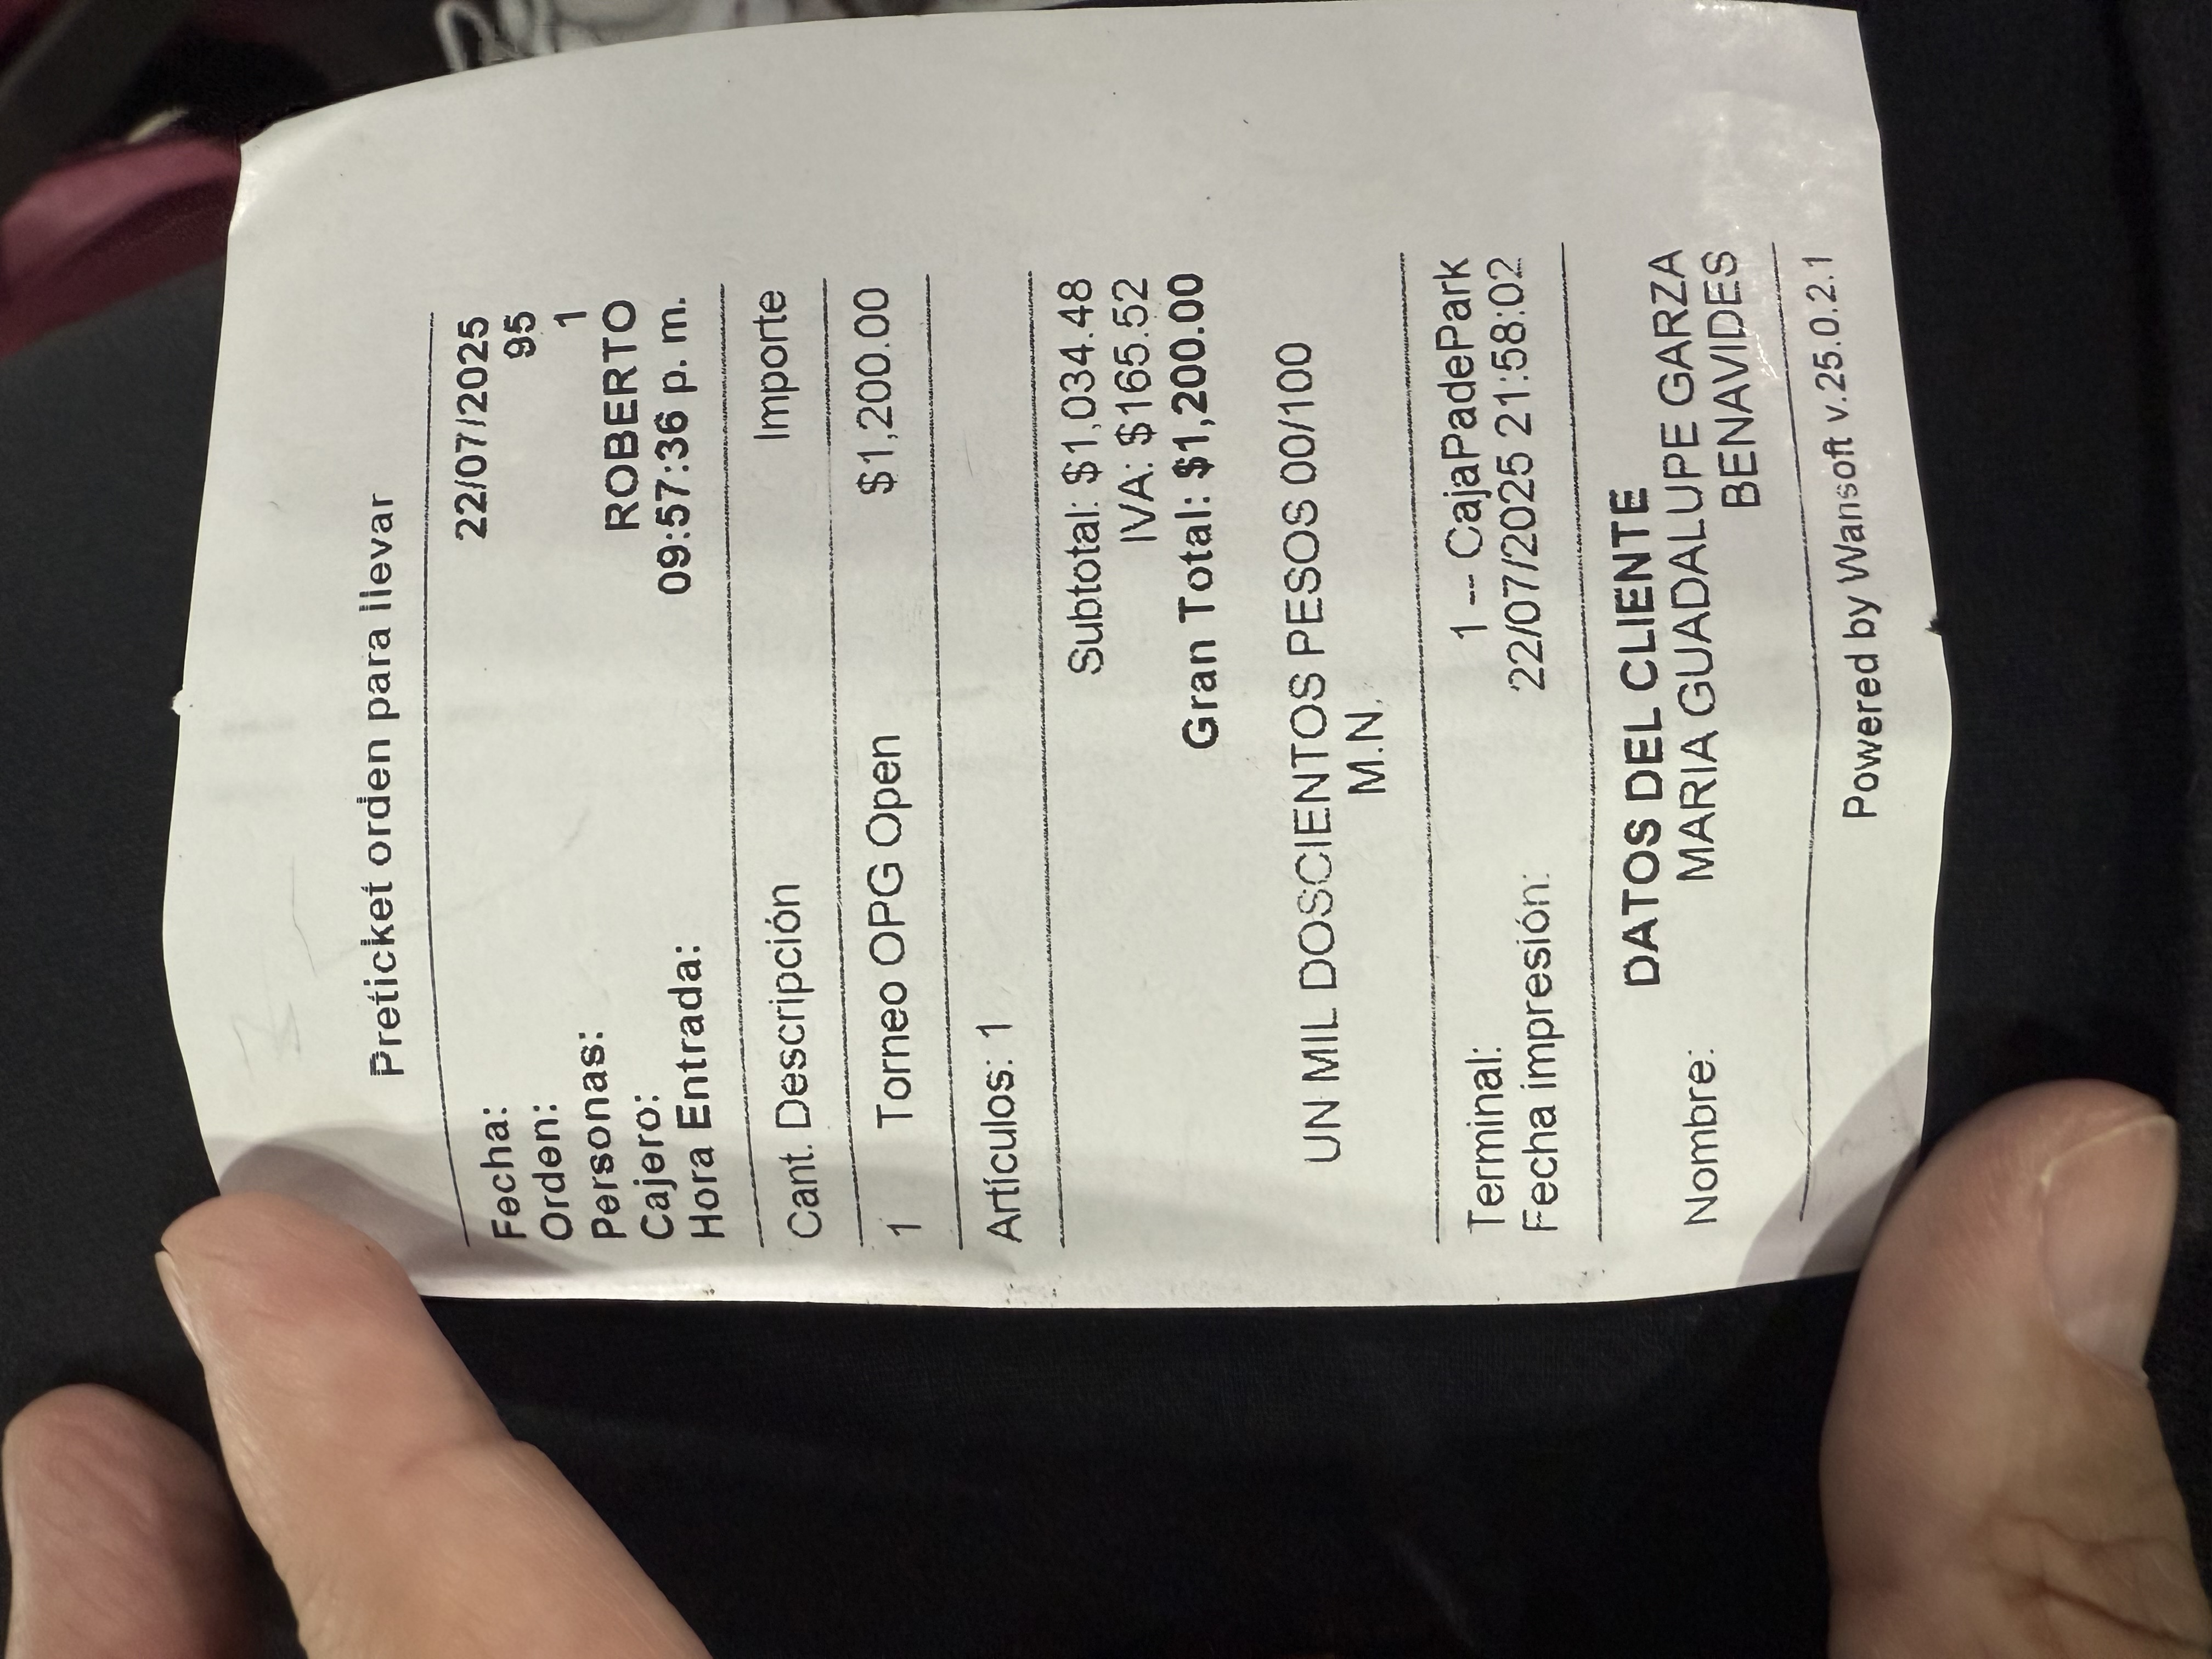 Preticket orden para llevar
Fecha: 22/07/2025
Orden: 95
Personas: 1
Cajero: ROBERTO
Hora Entrada: 09:57:36 p. m.
Cant. Descripción Importe
1 Torneo OPG Open $1,200.00
Artículos: 1
Subtotal: $1,034.48
IVA: $165.52
Gran Total: $1,200.00
UN MIL DOSCIENTOS PESOS 00/100
M.N.
Terminal: 1 -- CajaPadePark
Fecha impresión: 22/07/2025 21:58:02
DATOS DEL CLIENTE
Nombre: MARIA GUADALUPE GARZA
BENAVIDES
Powered by Wansoft v.25.0.2.1